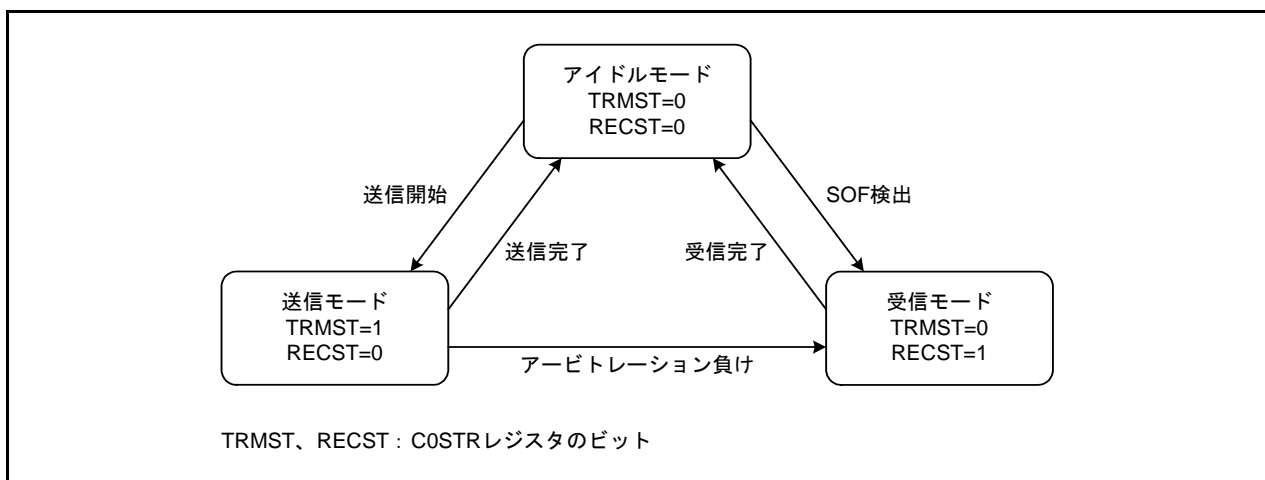 アイドルモード
TRMST=0
RECST=0
送信開始
SOF検出
送信完了
受信完了
送信モード
TRMST=1
RECST=0
受信モード
TRMST=0
RECST=1
アービトレーション負け
TRMST、RECST：C0STRレジスタのビット